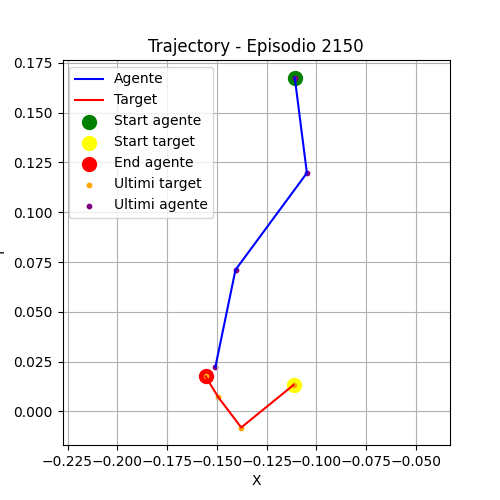 Trajectory - Episodio 2150
Agente
Target
Start agente
Start target
End agente
Ultimi target
Ultimi agente
0.175
0.150
0.125
0.100
0.075
0.050
0.025
0.000
−0.225 −0.200 −0.175 −0.150 −0.125 −0.100 −0.075 −0.050
X